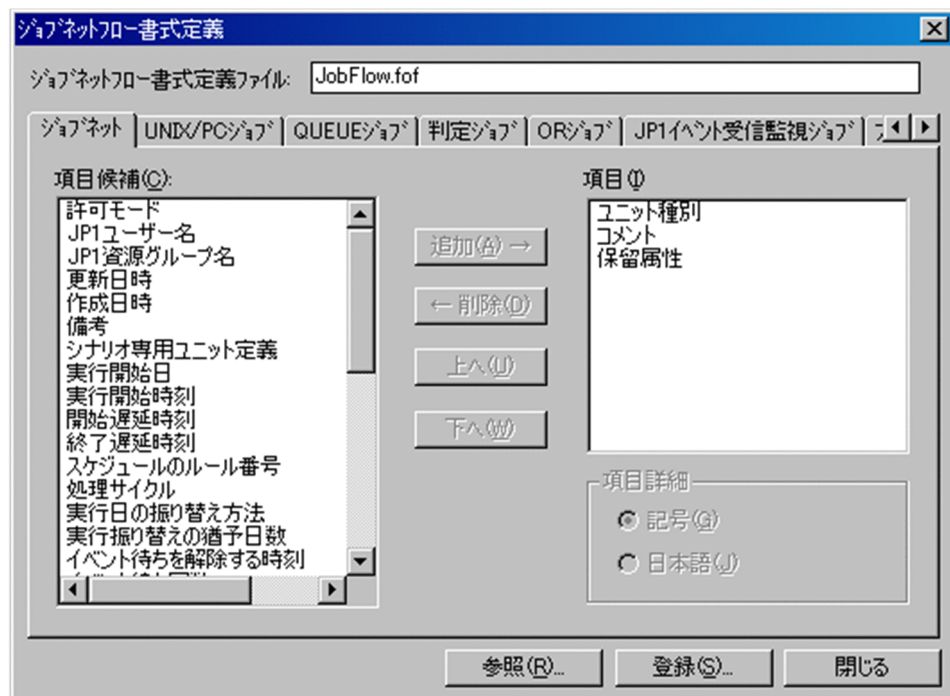 ジョブネットフロー書式定義
ジョブネットフロー書式定義ファイル: JobFlow.fof
ジョブネット UNIX/PCジョブ QUEUEジョブ 判定ジョブ ORジョブ JP1イベント受信監視ジョブ
項目候補(C):
許可モード
JP1ユーザー名
JP1資源グループ名
更新日時
作成日時
備考
シナリオ専用ユニット定義
実行開始日
実行開始時刻
開始遅延時刻
終了遅延時刻
スケジュールのルール番号
処理サイクル
実行日の振り替え方法
実行振り替えの猶予日数
イベント待ちを解除する時刻
追加(A) →
← 削除(D)
上へ(U)
下へ(W)
項目(I)
ユニット種別
コメント
保留属性
項目詳細
記号(G)
日本語(J)
参照(R)... 登録(S)... 閉じる